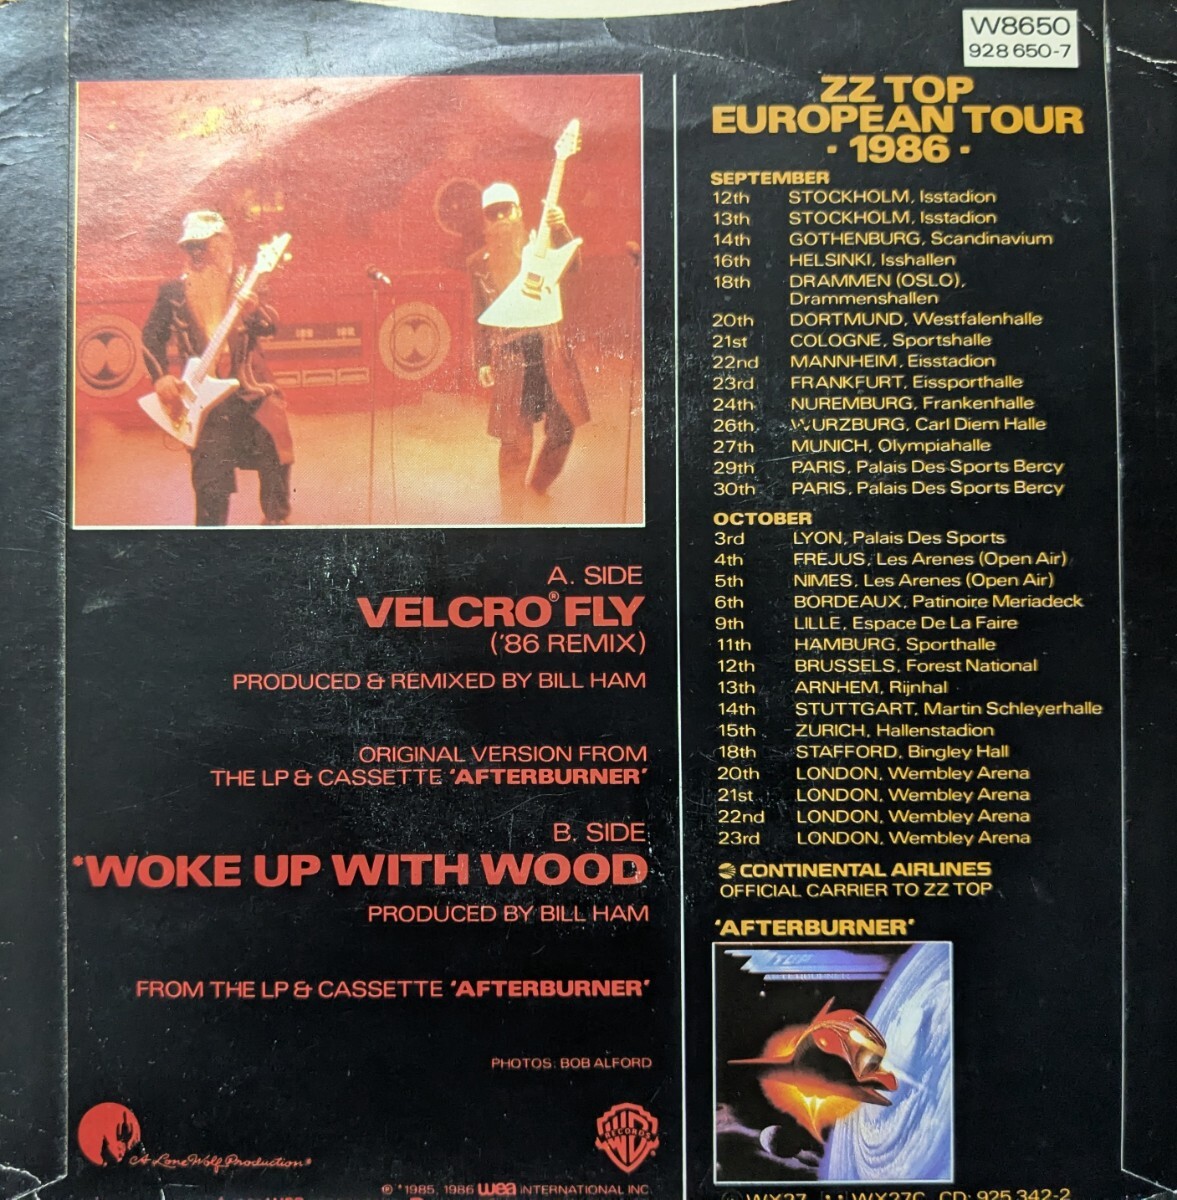 W8650
928 650-7
ZZ TOP
EUROPEAN TOUR
· 1986 ·
SEPTEMBER
12th STOCKHOLM, Isstadion
13th STOCKHOLM, Isstadion
14th GOTHENBURG, Scandinavium
16th HELSINKI, Isshallen
18th DRAMMEN (OSLO),
Drammenshallen
20th DORTMUND, Westfalenhalle
21st COLOGNE, Sportshalle
22nd MANNHEIM, Eisstadion
23rd FRANKFURT, Eissporthalle
24th NUREMBURG, Frankenhalle
26th WURZBURG, Carl Diem Halle
27th MUNICH, Olympiahalle
29th PARIS, Palais Des Sports Bercy
30th PARIS, Palais Des Sports Bercy
OCTOBER
3rd LYON, Palais Des Sports
4th FREJUS, Les Arenes (Open Air)
5th NIMES, Les Arenes (Open Air)
6th BORDEAUX, Patinoire Meriadeck
9th LILLE, Espace De La Faire
11th HAMBURG, Sporthalle
12th BRUSSELS, Forest National
13th ARNHEM, Rijnhal
14th STUTTGART, Martin Schleyerhalle
15th ZURICH, Hallenstadion
18th STAFFORD, Bingley Hall
20th LONDON, Wembley Arena
21st LONDON, Wembley Arena
22nd LONDON, Wembley Arena
23rd LONDON, Wembley Arena
CONTINENTAL AIRLINES
OFFICIAL CARRIER TO ZZ TOP
'AFTERBURNER'
A. SIDE
VELCRO® FLY
('86 REMIX)
PRODUCED & REMIXED BY BILL HAM
ORIGINAL VERSION FROM
THE LP & CASSETTE 'AFTERBURNER'
B. SIDE
*WOKE UP WITH WOOD
PRODUCED BY BILL HAM
FROM THE LP & CASSETTE 'AFTERBURNER'
PHOTOS: BOB ALFORD
A Lone Wolf Production®
WB RECORDS
℗ *1985, 1986 wea INTERNATIONAL INC.
WX27 WX27C CD: 925 342-2